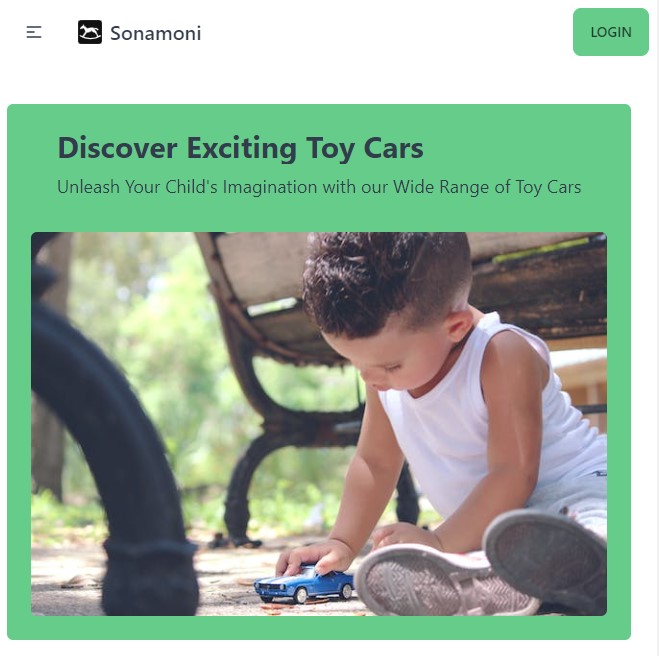 Sonamoni
LOGIN
Discover Exciting Toy Cars
Unleash Your Child's Imagination with our Wide Range of Toy Cars